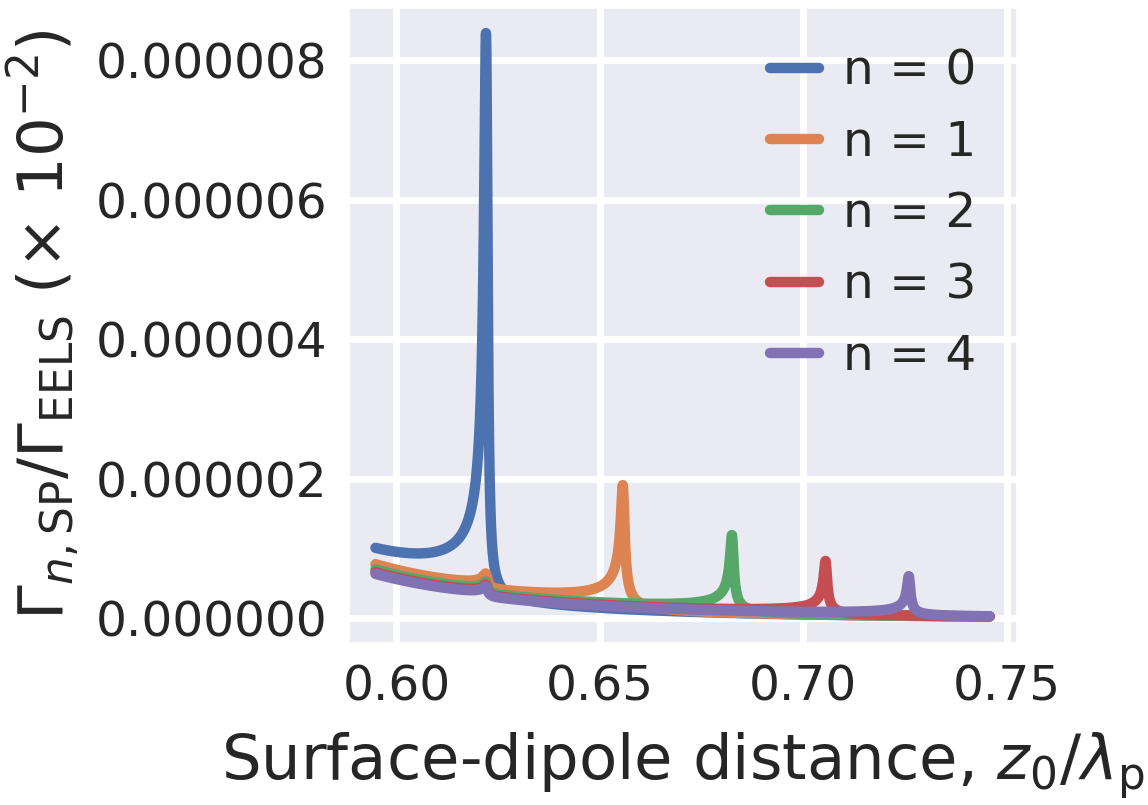 Γn, SP/ΓEELS (× 10−2)
0.000008
0.000006
0.000004
0.000002
0.000000
n = 0
n = 1
n = 2
n = 3
n = 4
0.60 0.65 0.70 0.75
Surface-dipole distance, z0/λp